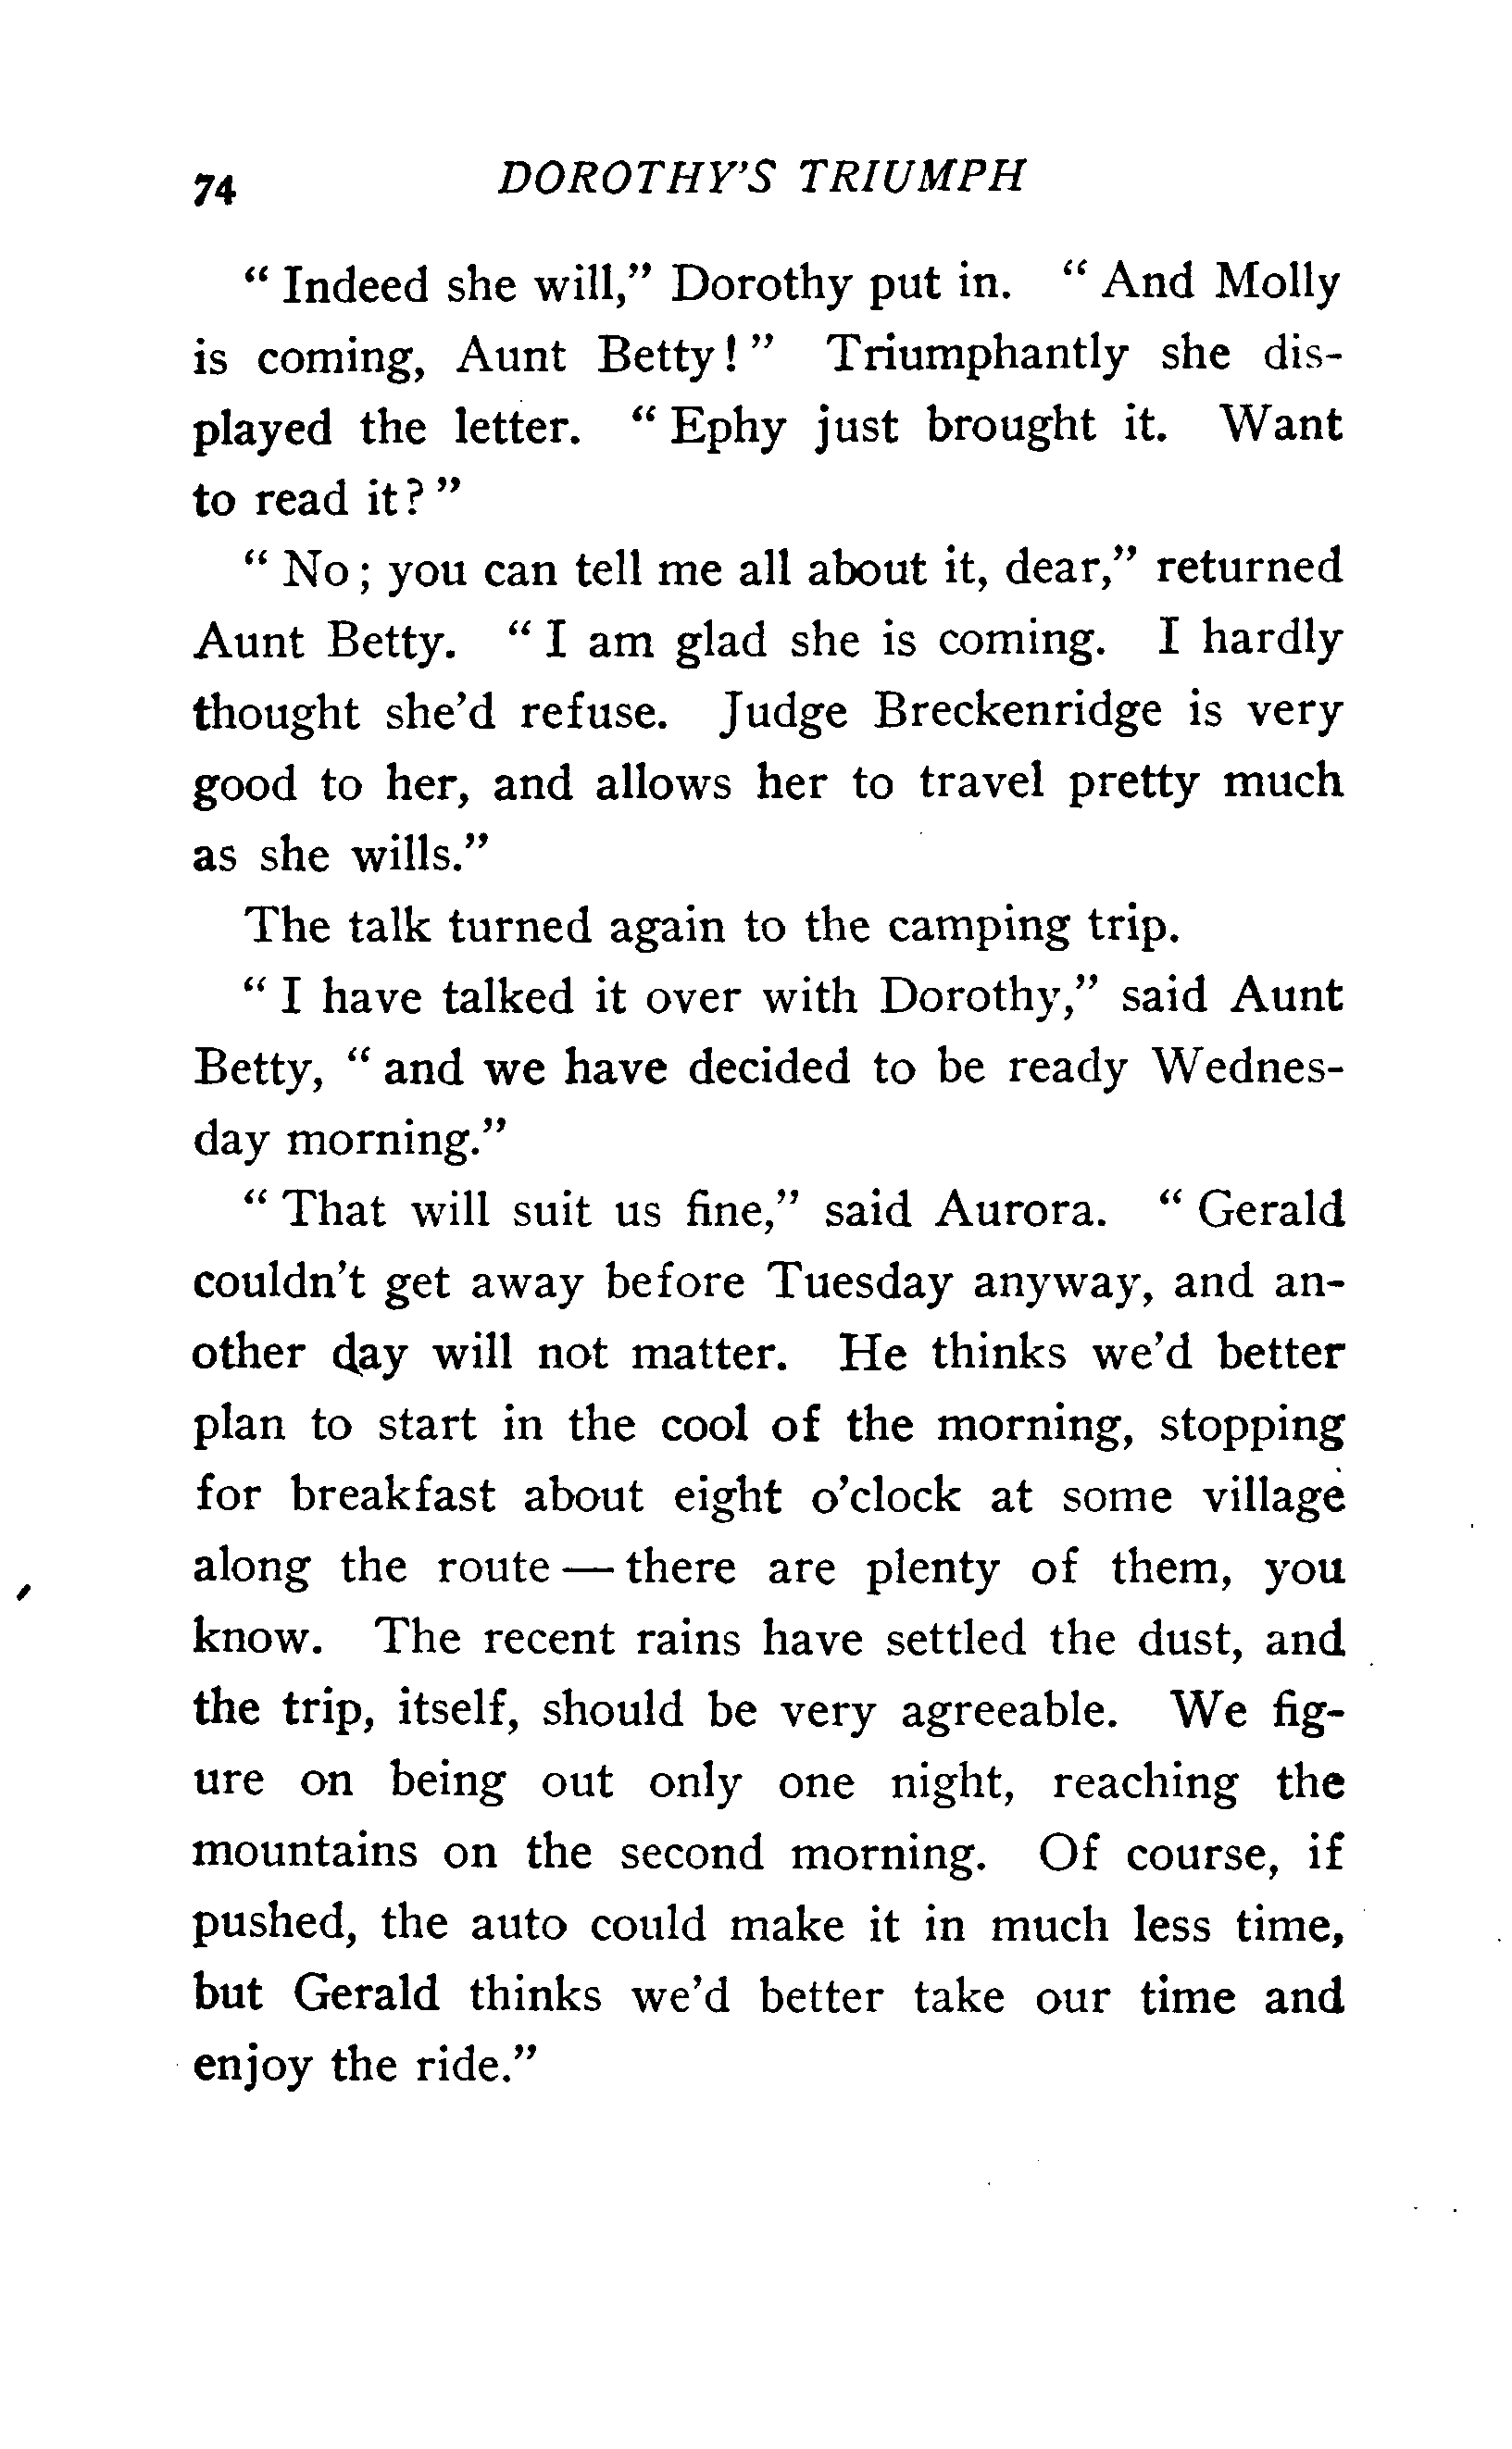 74 DOROTHY'S TRIUMPH
" Indeed she will," Dorothy put in. " And Molly
is coming, Aunt Betty! " Triumphantly she dis-
played the letter. " Ephy just brought it. Want
to read it? "
" No; you can tell me all about it, dear," returned
Aunt Betty. " I am glad she is coming. I hardly
thought she'd refuse. Judge Breckenridge is very
good to her, and allows her to travel pretty much
as she wills."
The talk turned again to the camping trip.
" I have talked it over with Dorothy," said Aunt
Betty, " and we have decided to be ready Wednes-
day morning."
" That will suit us fine," said Aurora. " Gerald
couldn't get away before Tuesday anyway, and an-
other day will not matter. He thinks we'd better
plan to start in the cool of the morning, stopping
for breakfast about eight o'clock at some village
along the route — there are plenty of them, you
know. The recent rains have settled the dust, and
the trip, itself, should be very agreeable. We fig-
ure on being out only one night, reaching the
mountains on the second morning. Of course, if
pushed, the auto could make it in much less time,
but Gerald thinks we'd better take our time and
enjoy the ride."